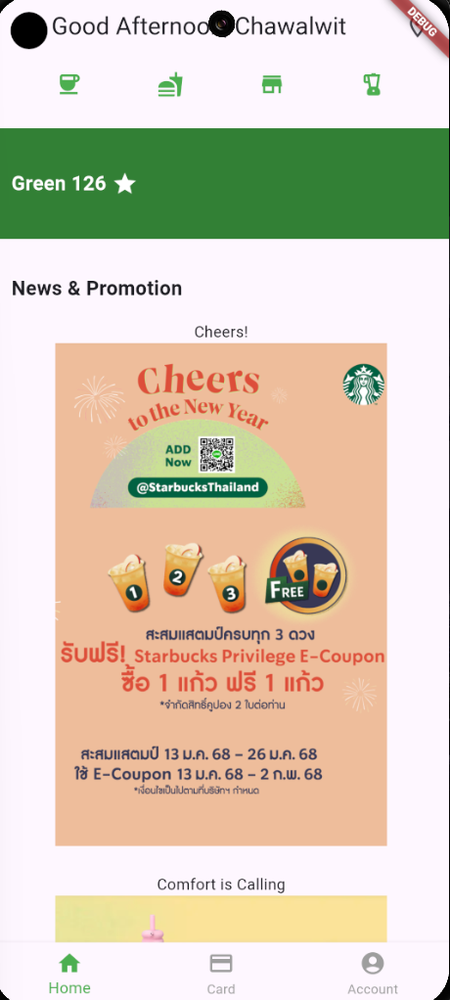 Good Afternoon Chawalwit
DEBUG
Green 126
News & Promotion
Cheers!
Cheers
to the New Year
ADD
Now
@StarbucksThailand
1
2
3
FREE
สะสมแสตมป์ครบทุก 3 ดวง
รับฟรี! Starbucks Privilege E-Coupon
ซื้อ 1 แก้ว ฟรี 1 แก้ว
*จำกัดสิทธิ์คูปอง 2 ใบต่อท่าน
สะสมแสตมป์ 13 ม.ค. 68 – 26 ม.ค. 68
ใช้ E-Coupon 13 ม.ค. 68 – 2 ก.พ. 68
*เงื่อนไขเป็นไปตามที่บริษัทฯ กำหนด
Comfort is Calling
Home
Card
Account